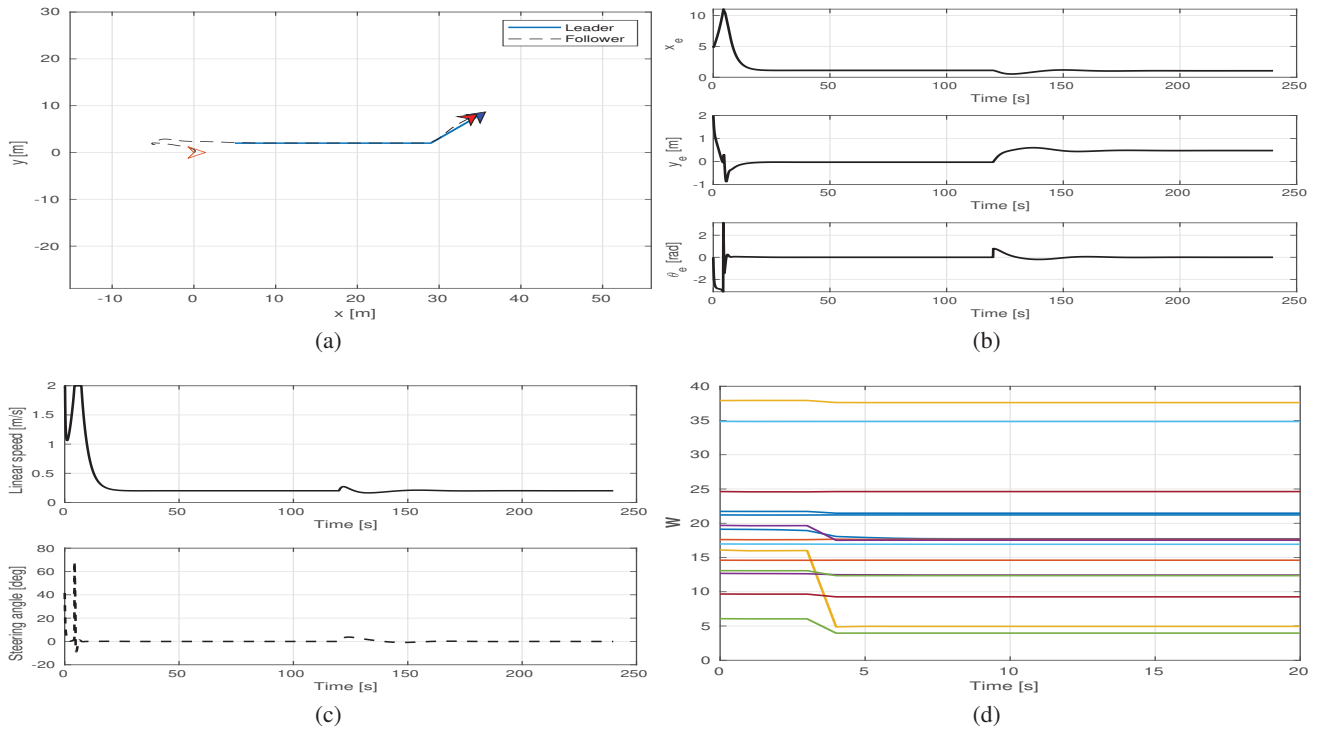 30
20
10
0
-10
-20
y [m]
-10 0 10 20 30 40 50
x [m]
Leader
Follower
(a)
10
5
0
x_e
0 50 100 150 200 250
Time [s]
2
1
0
-1
y_e [m]
0 50 100 150 200 250
Time [s]
2
0
-2
θ_e [rad]
0 50 100 150 200 250
Time [s]
(b)
2
1.5
1
0.5
0
Linear speed [m/s]
0 50 100 150 200 250
Time [s]
80
60
40
20
0
-20
Steering angle [deg]
0 50 100 150 200 250
Time [s]
(c)
40
35
30
25
20
15
10
5
0
W
0 5 10 15 20
Time [s]
(d)